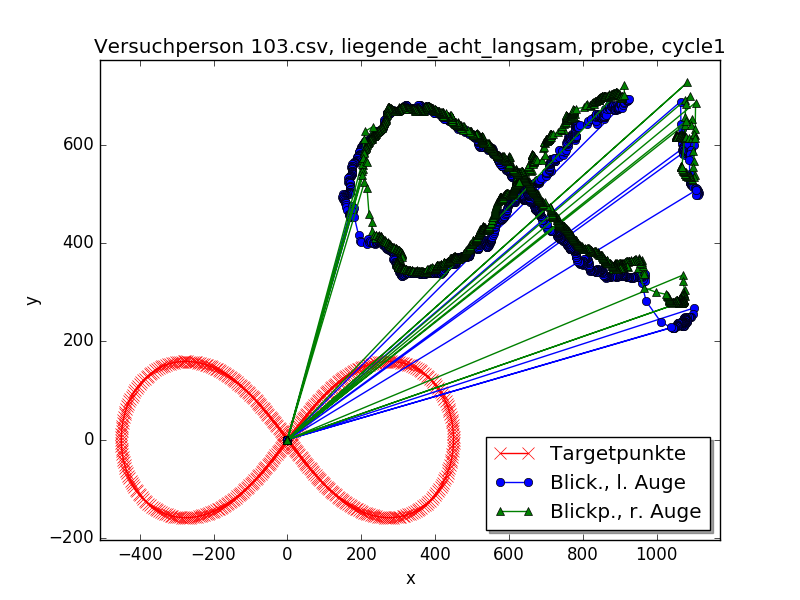 Versuchperson 103.csv, liegende_acht_langsam, probe, cycle1
600
400
200
0
−200
y
−400
−200
0
200
400
600
800
1000
x
Targetpunkte
Blick., l. Auge
Blickp., r. Auge